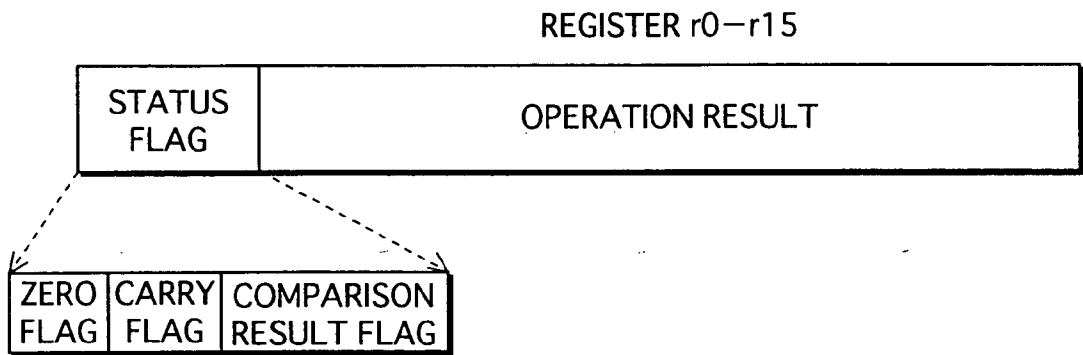 REGISTER r0−r15
STATUS
FLAG
OPERATION RESULT
ZERO
FLAG
CARRY
FLAG
COMPARISON
RESULT FLAG